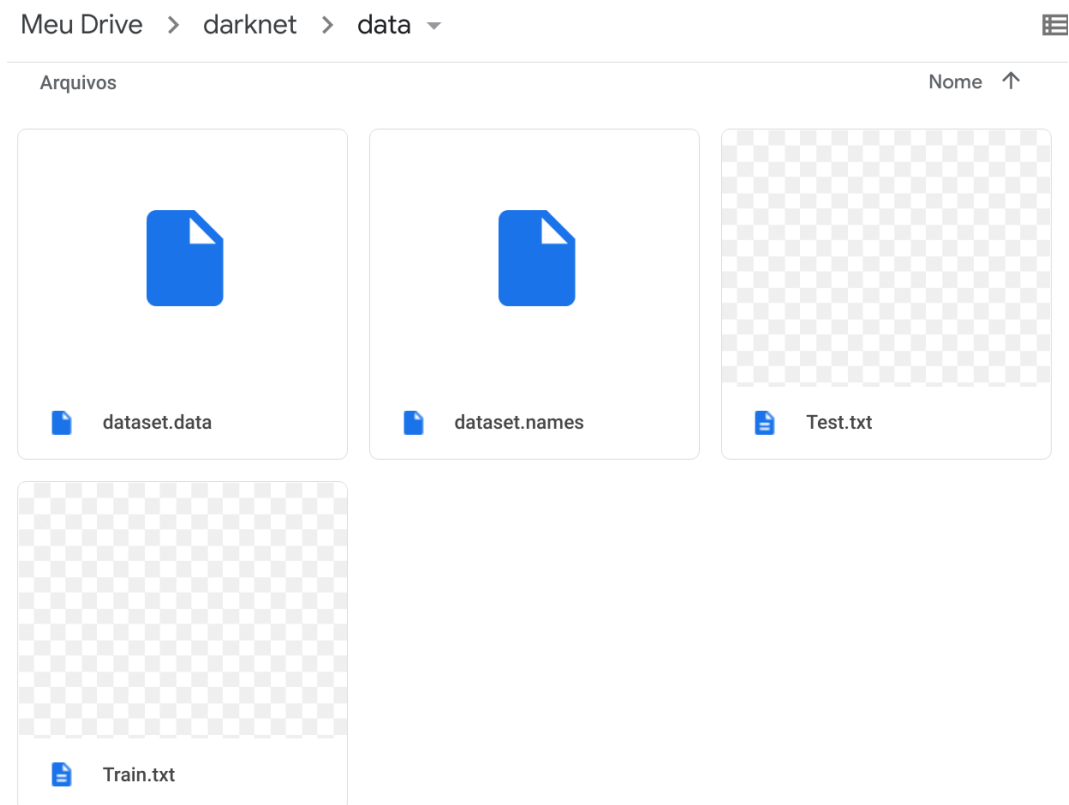 Meu Drive > darknet > data
Arquivos
Nome
dataset.data
dataset.names
Test.txt
Train.txt